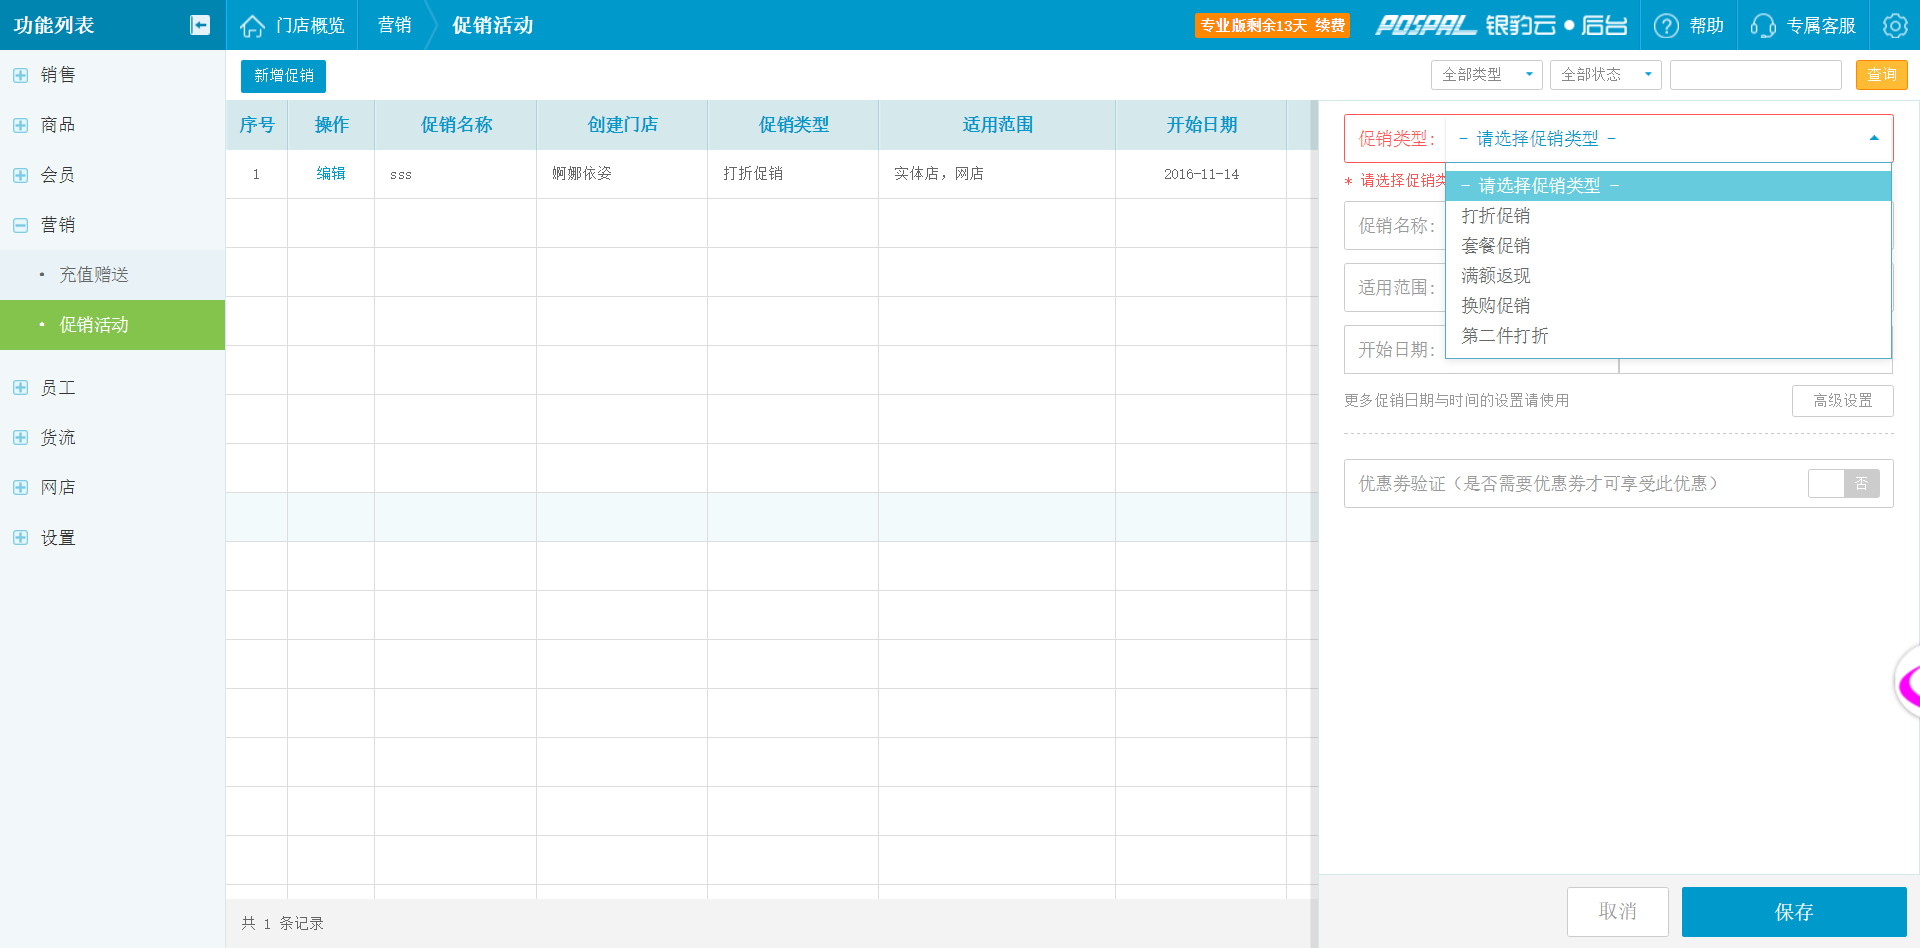 功能列表
门店概览
营销
促销活动
专业版剩余13天 续费
POSPAL 银豹云●后台
帮助
专属客服
销售
商品
会员
营销
• 充值赠送
• 促销活动
员工
货流
网店
设置
新增促销
全部类型
全部状态
查询
序号 操作 促销名称 创建门店 促销类型 适用范围 开始日期
1 编辑 sss 婀娜依姿 打折促销 实体店，网店 2016-11-14
共 1 条记录
促销类型： - 请选择促销类型 -
* 请选择促销类
- 请选择促销类型 -
打折促销
套餐促销
满额返现
换购促销
第二件打折
促销名称：
适用范围：
开始日期：
更多促销日期与时间的设置请使用
高级设置
优惠券验证（是否需要优惠券才可享受此优惠）
否
取消
保存